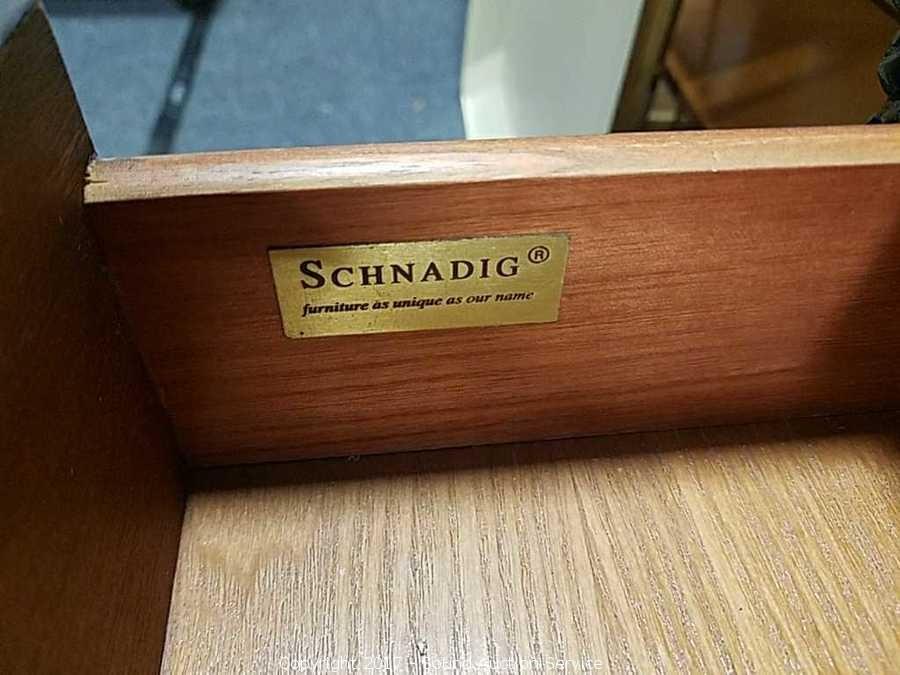 SCHNADIG®
furniture as unique as our name
Copyright 2017 - Sound Auction Service